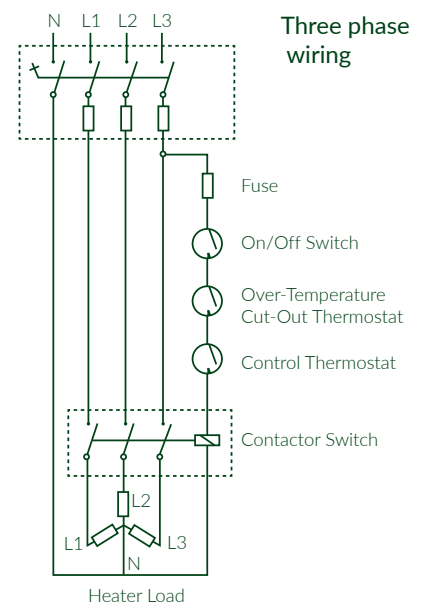 N L1 L2 L3
Three phase
wiring
Fuse
On/Off Switch
Over-Temperature
Cut-Out Thermostat
Control Thermostat
Contactor Switch
L2
L1
L3
N
Heater Load